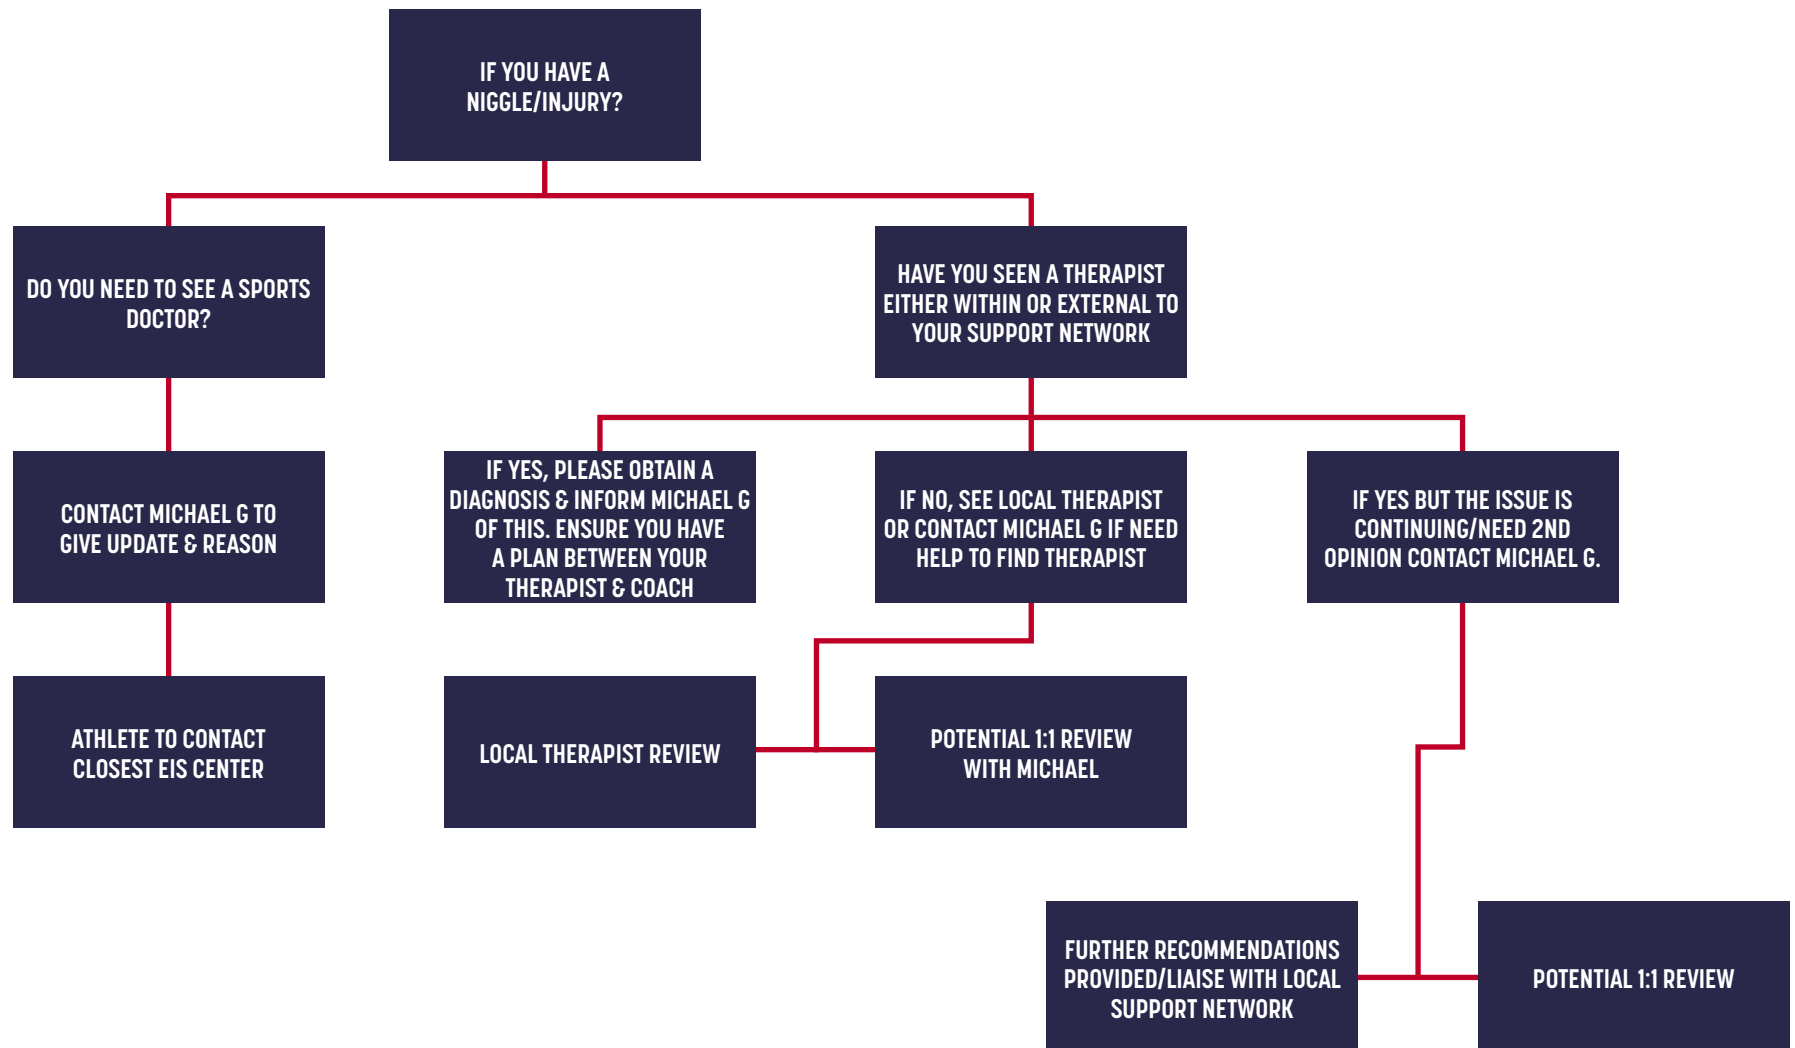 IF YOU HAVE A
NIGGLE/INJURY?
DO YOU NEED TO SEE A SPORTS
DOCTOR?
HAVE YOU SEEN A THERAPIST
EITHER WITHIN OR EXTERNAL TO
YOUR SUPPORT NETWORK
CONTACT MICHAEL G TO
GIVE UPDATE & REASON
IF YES, PLEASE OBTAIN A
DIAGNOSIS & INFORM MICHAEL G
OF THIS. ENSURE YOU HAVE
A PLAN BETWEEN YOUR
THERAPIST & COACH
IF NO, SEE LOCAL THERAPIST
OR CONTACT MICHAEL G IF NEED
HELP TO FIND THERAPIST
IF YES BUT THE ISSUE IS
CONTINUING/NEED 2ND
OPINION CONTACT MICHAEL G.
ATHLETE TO CONTACT
CLOSEST EIS CENTER
LOCAL THERAPIST REVIEW
POTENTIAL 1:1 REVIEW
WITH MICHAEL
FURTHER RECOMMENDATIONS
PROVIDED/LIAISE WITH LOCAL
SUPPORT NETWORK
POTENTIAL 1:1 REVIEW